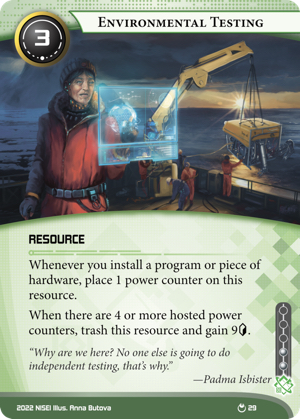 ENVIRONMENTAL TESTING
3
RESOURCE
Whenever you install a program or piece of
hardware, place 1 power counter on this
resource.
When there are 4 or more hosted power
counters, trash this resource and gain 9.
“Why are we here? No one else is going to do
independent testing, that’s why.”
—Padma Isbister
2022 NISEI Illus. Anna Butova
29